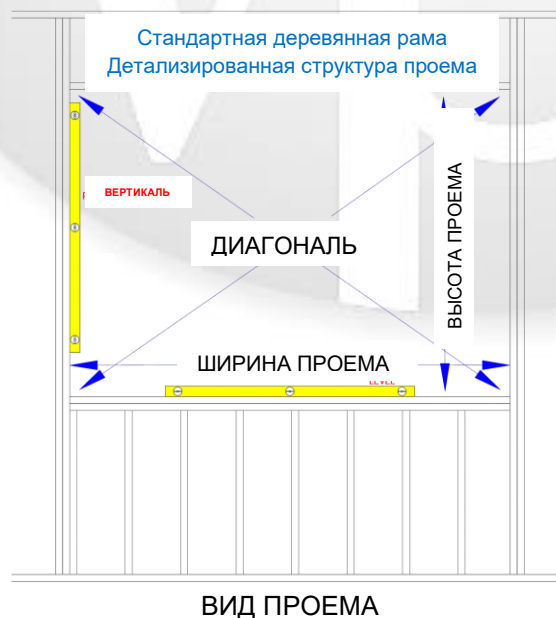 Стандартная деревянная рама
Детализированная структура проема
ВЕРТИКАЛЬ
ДИАГОНАЛЬ
ВЫСОТА ПРОЕМА
ШИРИНА ПРОЕМА
ВИД ПРОЕМА